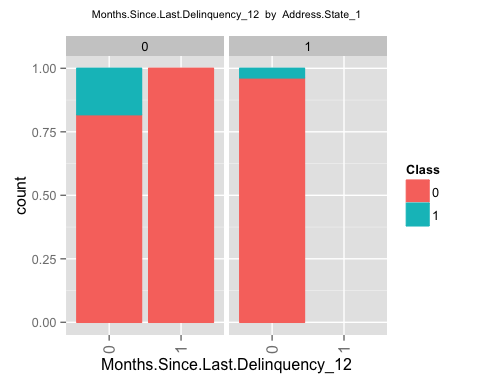 Months.Since.Last.Delinquency_12 by Address.State_1
0 1
1.00
0.75
0.50
0.25
0.00
count
0 1 0 1
Months.Since.Last.Delinquency_12
Class
0
1